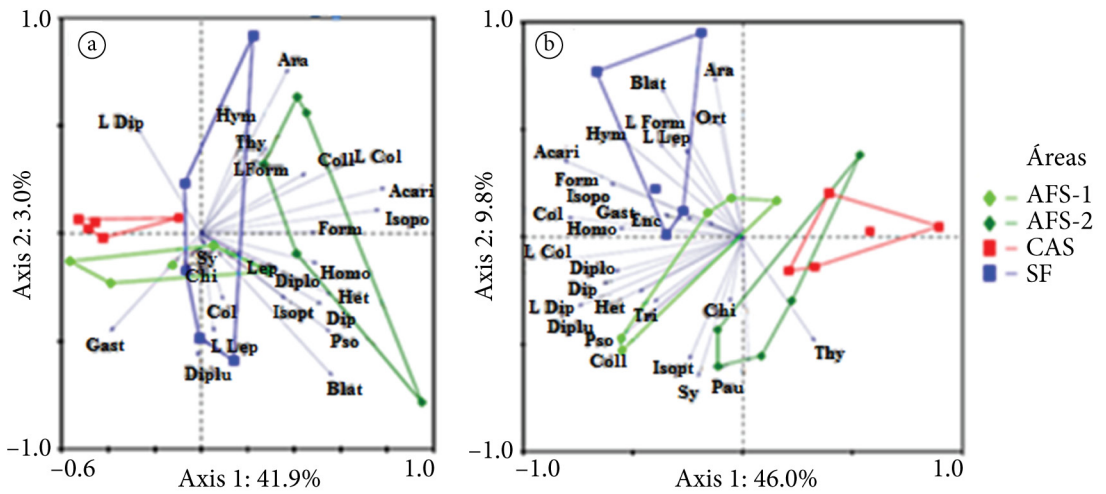 1.0
a
Axis 2: 3.0%
−1.0
−0.6
Axis 1: 41.9%
1.0
Ara
L Dip
Hym
Thy
LForm
Coll
L Col
Acari
Isopo
Form
Sy
Chi
Lep
Diplo
Homo
Het
Isopt
Dip
Pso
Col
L Lep
Diplu
Gast
Blat
1.0
b
Axis 2: 9.8%
−1.0
−1.0
Axis 1: 46.0%
1.0
Blat
Ara
L Form
Ort
Hym
L Lep
Acari
Form
Isopo
Col
Gast
Enc
Homo
L Col
Diplo
Dip
L Dip
Het
Tri
Chi
Diplu
Pso
Coll
Isopt
Sy
Pau
Thy
Áreas
AFS-1
AFS-2
CAS
SF